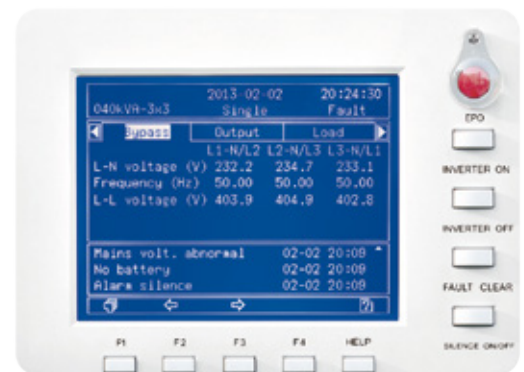 2013-02-02 20:24:30
040kVA-3x3 Single Fault
Bypass Output Load
L1-N/L2 L2-N/L3 L3-N/L1
L-N voltage (V) 232.2 234.7 233.1
Frequency (Hz) 50.00 50.00 50.00
L-L voltage (V) 403.9 404.9 402.8
Mains volt. abnormal 02-02 20:09
No battery 02-02 20:09
Alarm silence 02-02 20:09
F1 F2 F3 F4 HELP
EPO
INVERTER ON
INVERTER OFF
FAULT CLEAR
SILENCE ON/OFF